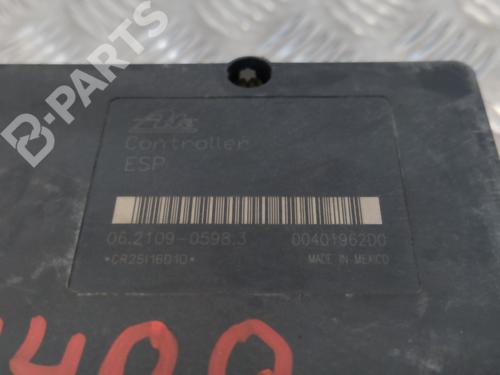 B-PARTS
Ate
Controller
ESP
06.2109-0598.3 0040196200
*CR25116D10*
MADE IN MEXICO